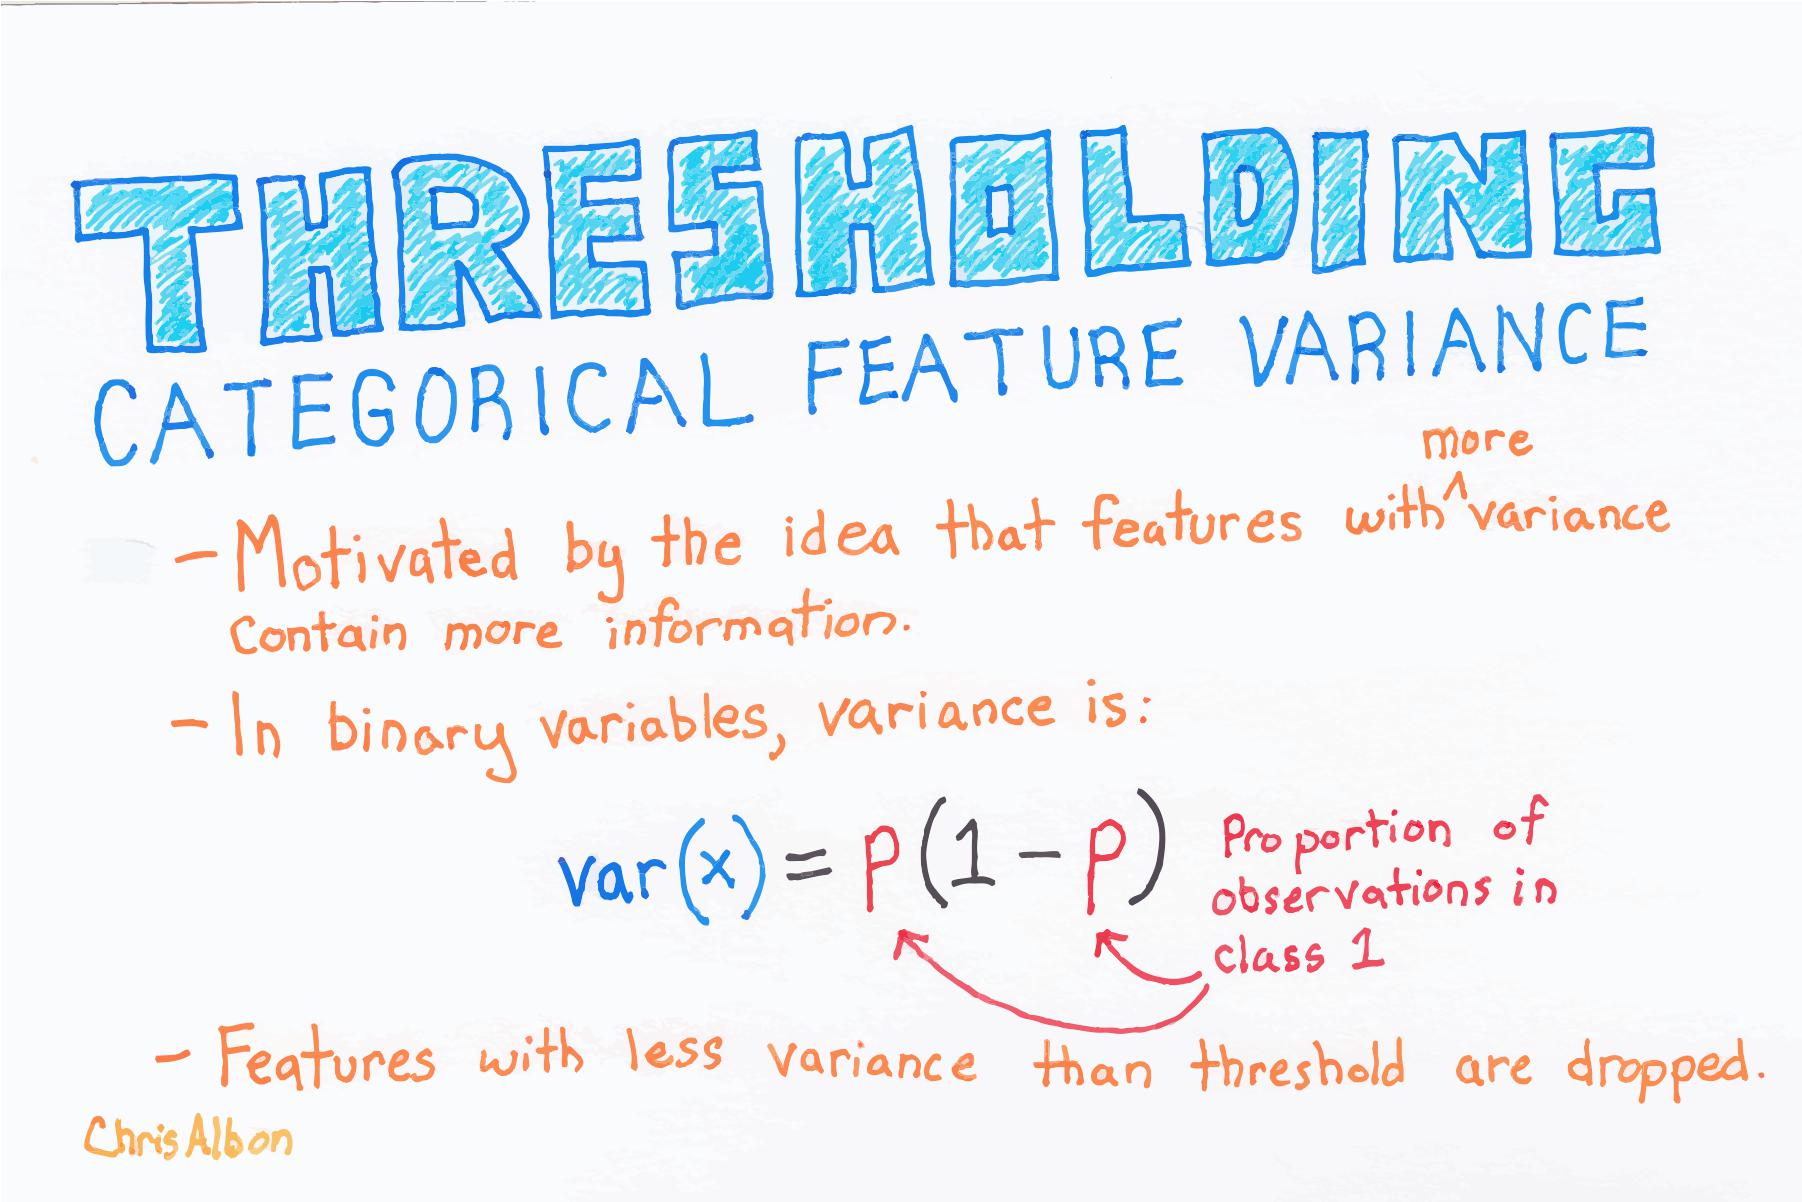 THRESHOLDING
CATEGORICAL FEATURE VARIANCE
more
- Motivated by the idea that features with ^ variance
Contain more information.
- In binary variables, variance is:
var(x) = P(1 - P)
Proportion of
observations in
class 1
- Features with less variance than threshold are dropped.
Chris Albon